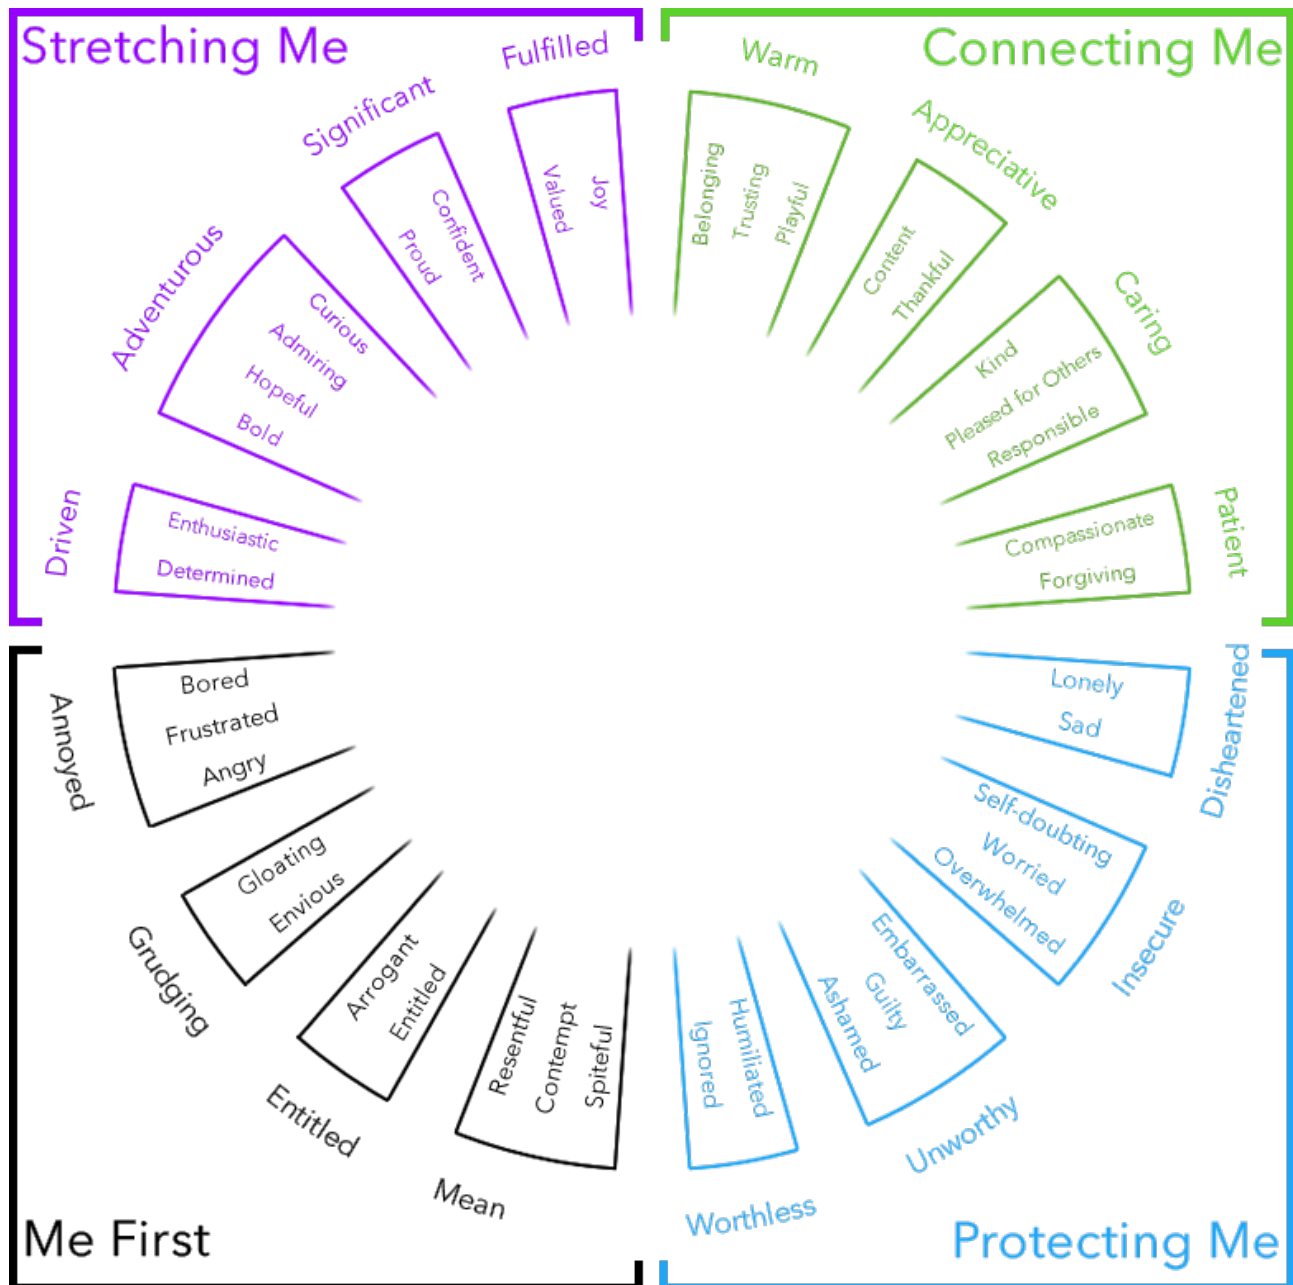 Stretching Me
Fulfilled
Valued
Joy
Significant
Proud
Confident
Adventurous
Curious
Admiring
Hopeful
Bold
Driven
Enthusiastic
Determined
Connecting Me
Warm
Belonging
Trusting
Playful
Appreciative
Content
Thankful
Caring
Kind
Pleased for Others
Responsible
Patient
Compassionate
Forgiving
Annoyed
Bored
Frustrated
Angry
Grudging
Gloating
Envious
Entitled
Arrogant
Entitled
Mean
Resentful
Contempt
Spiteful
Me First
Disheartened
Lonely
Sad
Insecure
Self-doubting
Worried
Overwhelmed
Unworthy
Embarrassed
Guilty
Ashamed
Worthless
Humiliated
Ignored
Protecting Me